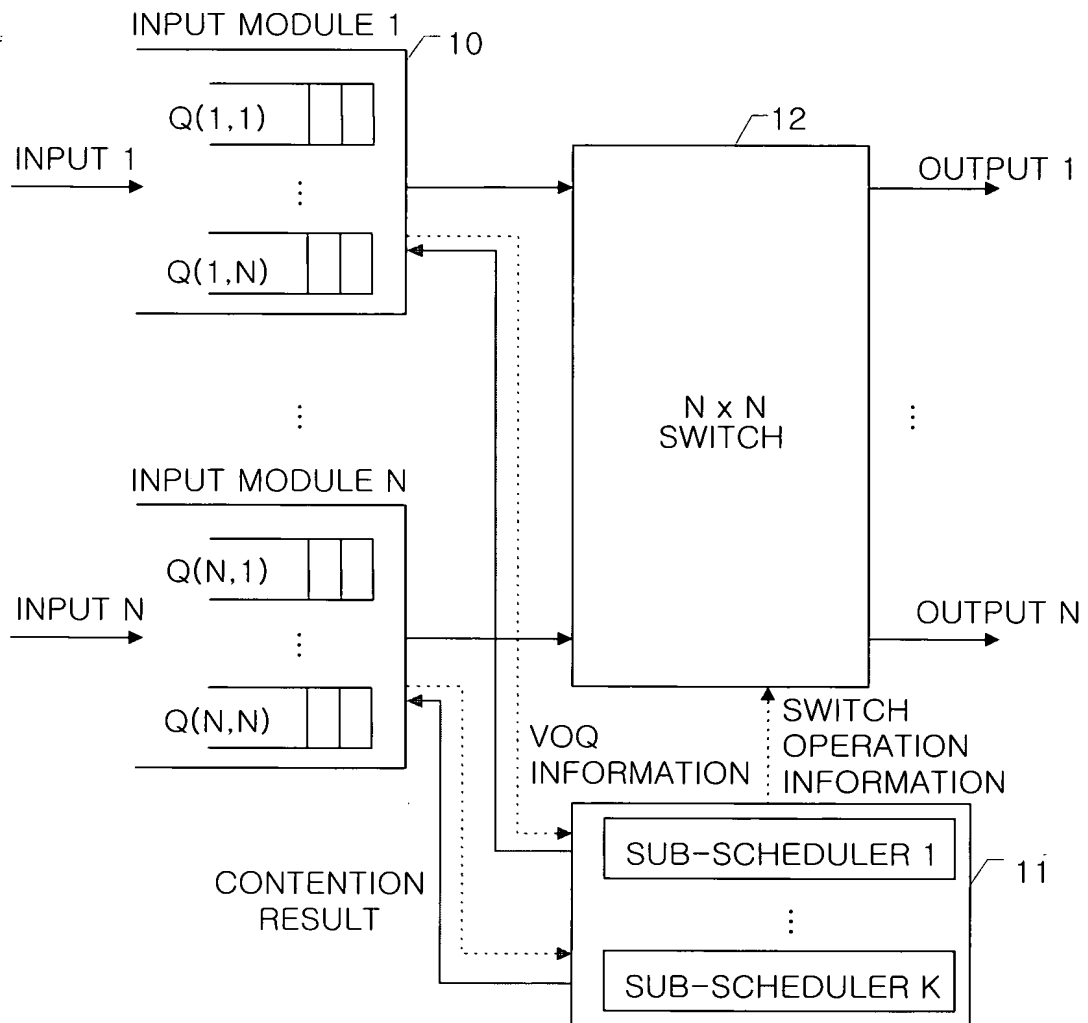 INPUT MODULE 1
10
Q(1,1)
INPUT 1
⋮
Q(1,N)
12
OUTPUT 1
N x N
SWITCH
⋮
⋮
INPUT MODULE N
Q(N,1)
INPUT N
⋮
Q(N,N)
OUTPUT N
VOQ
INFORMATION
SWITCH
OPERATION
INFORMATION
CONTENTION
RESULT
SUB-SCHEDULER 1
11
⋮
SUB-SCHEDULER K